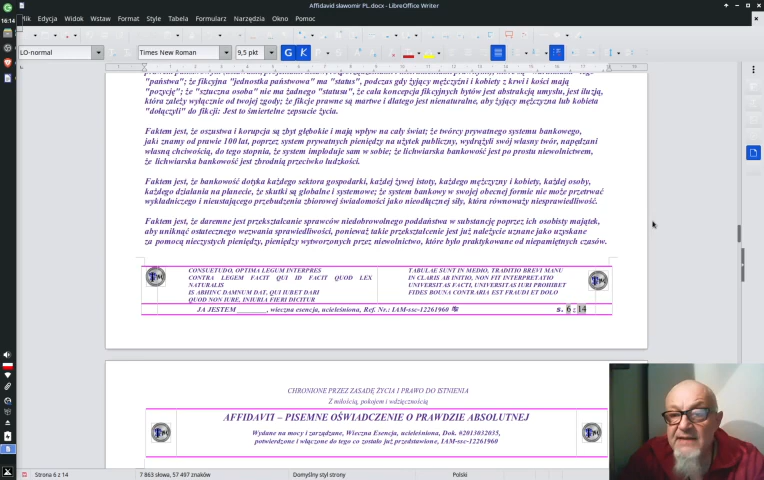 Affidavid sławomir PL.docx - LibreOffice Writer
16:14
Plik Edycja Widok Wstaw Format Style Tabela Formularz Narzędzia Okno Pomoc
LO-normal Times New Roman 9,5 pkt G K
"państwa"; że fikcyjna "jednostka państwowa" ma "status", podczas gdy żyjący mężczyzna i kobieta z krwi i kości mają
"pozycję"; że "sztuczna osoba" nie ma żadnego "statusu", że cała koncepcja fikcyjnych bytów jest abstrakcją umysłu, jest iluzją,
która zależy wyłącznie od twojej zgody; że fikcje prawne są martwe i dlatego jest nienaturalne, aby żyjący mężczyzna lub kobieta
"dołączyli" do fikcji: Jest to śmiertelne zepsucie życia.
Faktem jest, że oszustwa i korupcja są zbyt głębokie i mają wpływ na cały świat; że twórcy prywatnego systemu bankowego,
jaki znamy od prawie 100 lat, poprzez system prywatnych pieniędzy na użytek publiczny, wydrążyli swój własny twór, napędzani
własną chciwością, do tego stopnia, że system imploduje sam w sobie; że lichwiarska bankowość jest po prostu niewolnictwem,
że lichwiarska bankowość jest zbrodnią przeciwko ludzkości.
Faktem jest, że bankowość dotyka każdego sektora gospodarki, każdej żywej istoty, każdego mężczyzny i kobiety, każdej osoby,
każdego działania na planecie, że skutki są globalne i systemowe; że system bankowy w swojej obecnej formie nie może przetrwać
wykładniczego i nieustającego przebudzenia zbiorowej świadomości jako nieodłącznej siły, która równoważy niesprawiedliwość.
Faktem jest, że daremne jest przekształcanie sprawców niedobrowolnego poddaństwa w substancję poprzez ich osobisty majątek,
aby uniknąć ostatecznego wezwania sprawiedliwości, ponieważ takie przekształcenie jest już należycie uznane jako uzyskane
za pomocą nieczystych pieniędzy, pieniędzy wytworzonych przez niewolnictwo, które było praktykowane od niepamiętnych czasów.
CONSUETUDO, OPTIMA LEGUM INTERPRES
CONTRA LEGEM FACIT QUI ID FACIT QUOD LEX
NATURALIS
IS ABHINC DAMNUM DAT, QUI IUBET DARI
QUOD NON IURE, INIURIA FIERI DICITUR
TABULAE SUNT IN MEDIO, TRADITIO BREVI MANU
IN CLARIS AB INITIO, NON FIT INTERPRETATIO
UNIVERSITAS FACTI, UNIVERSITAS IURI PROHIBET
FIDES BOUNA CONTRARIA EST FRAUDI ET DOLO
JA JESTEM ________, wieczna esencja, ucieleśniona, Ref. Nr.: IAM-ssc-12261960
s. 6 z 14
CHRONIONE PRZEZ ZASADĘ ŻYCIA I PRAWO DO ISTNIENIA
Z miłością, pokojem i wdzięcznością
AFFIDAVIT – PISEMNE OŚWIADCZENIE O PRAWDZIE ABSOLUTNEJ
Wydane na mocy i zarządzane, Wieczna Esencja, ucieleśniona, Dok. #2013032035,
potwierdzone i włączone do tego co zostało już przedstawione, IAM-ssc-12261960
Strona 6 z 14 7 863 słowa, 57 497 znaków Domyślny styl strony Polski